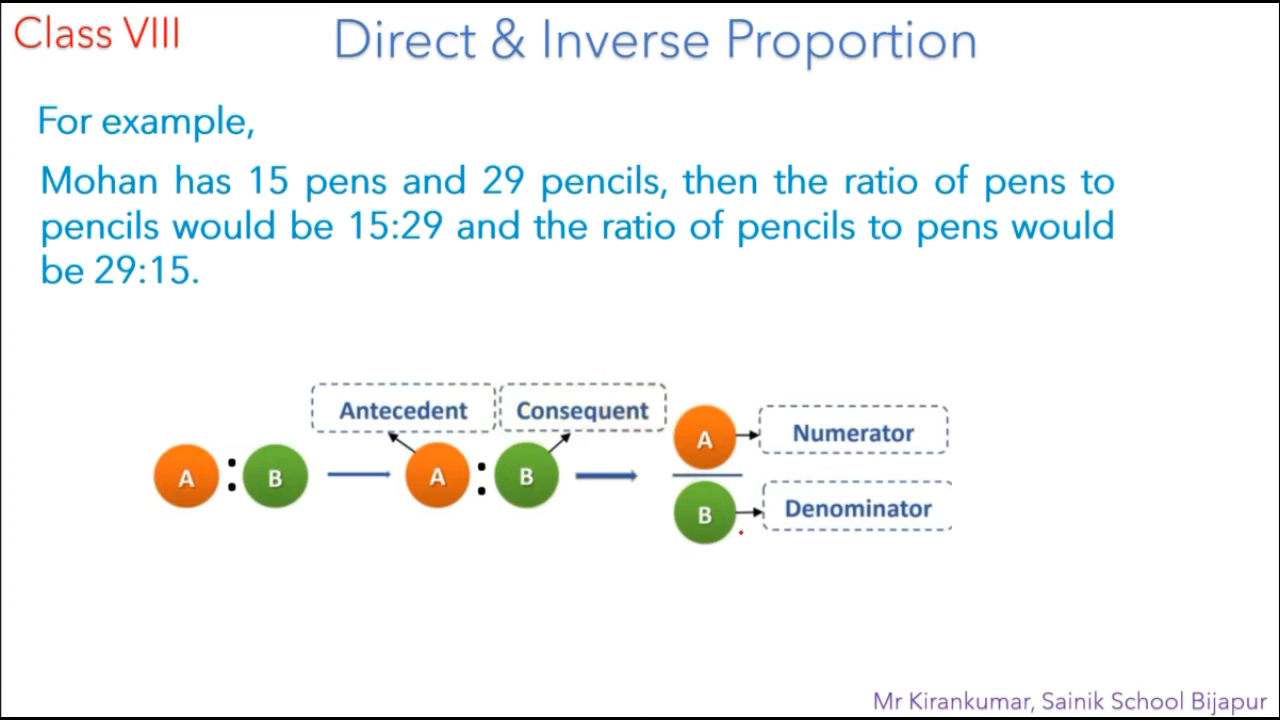 Class VIII
Direct & Inverse Proportion
For example,
Mohan has 15 pens and 29 pencils, then the ratio of pens to
pencils would be 15:29 and the ratio of pencils to pens would
be 29:15.
Antecedent
Consequent
A : B
A : B
A
Numerator
B
Denominator
Mr Kirankumar, Sainik School Bijapur